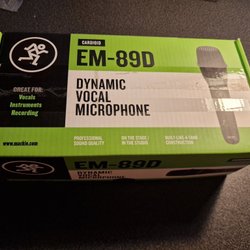 CARDIOID
EM-89D
DYNAMIC
VOCAL
MICROPHONE
GREAT FOR:
Vocals
Instruments
Recording
www.mackie.com
PROFESSIONAL
SOUND QUALITY
ON THE STAGE |
IN THE STUDIO
BUILT-LIKE-A-TANK
CONSTRUCTION
EM-89D
DYNAMIC
VOCAL
MICROPHONE